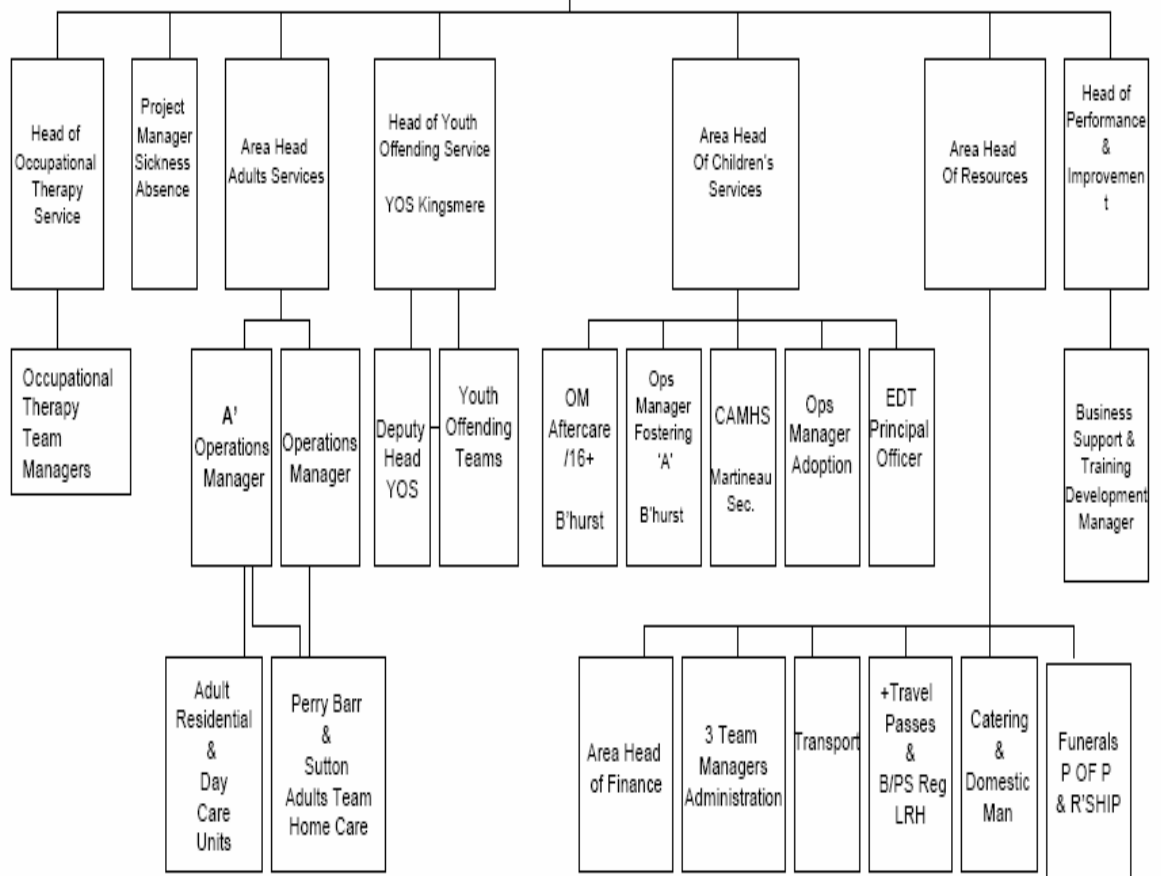 Head of
Occupational
Therapy
Service
Project
Manager
Sickness
Absence
Area Head
Adults Services
Head of Youth
Offending Service
YOS Kingsmere
Area Head
Of Children's
Services
Area Head
Of Resources
Head of
Performance
&
Improvemen
t
Occupational
Therapy
Team
Managers
A'
Operations
Manager
Operations
Manager
Deputy
Head
YOS
Youth
Offending
Teams
OM
Aftercare
/16+
B'hurst
Ops
Manager
Fostering
'A'
B'hurst
CAMHS
Martineau
Sec.
Ops
Manager
Adoption
EDT
Principal
Officer
Business
Support &
Training
Development
Manager
Adult
Residential
&
Day
Care
Units
Perry Barr
&
Sutton
Adults Team
Home Care
Area Head
of Finance
3 Team
Managers
Administration
Transport
+Travel
Passes
&
B/PS Reg
LRH
Catering
&
Domestic
Man
Funerals
P OF P
& R'SHIP